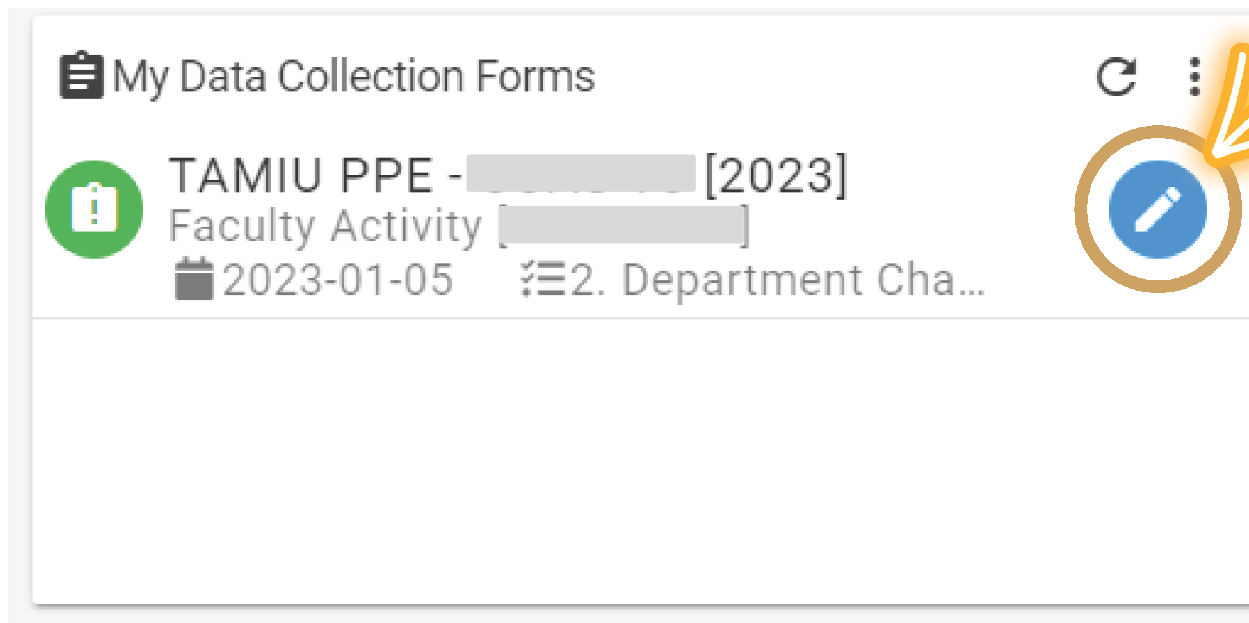 My Data Collection Forms
TAMIU PPE - [2023]
Faculty Activity [ ]
2023-01-05 2. Department Cha...